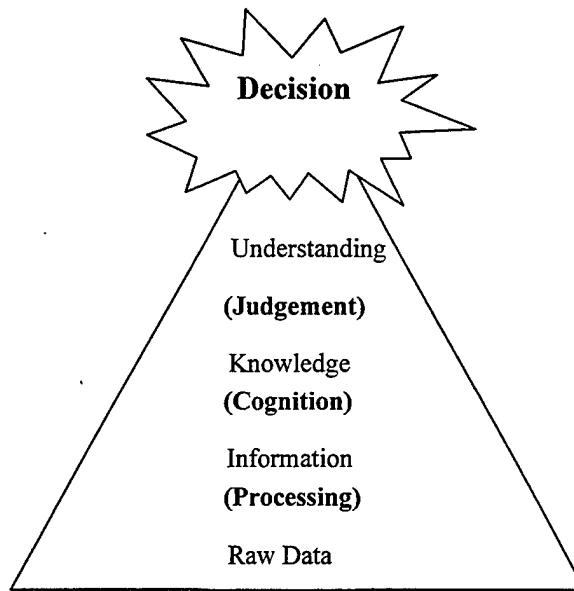 Decision
Understanding
(Judgement)
Knowledge
(Cognition)
Information
(Processing)
Raw Data